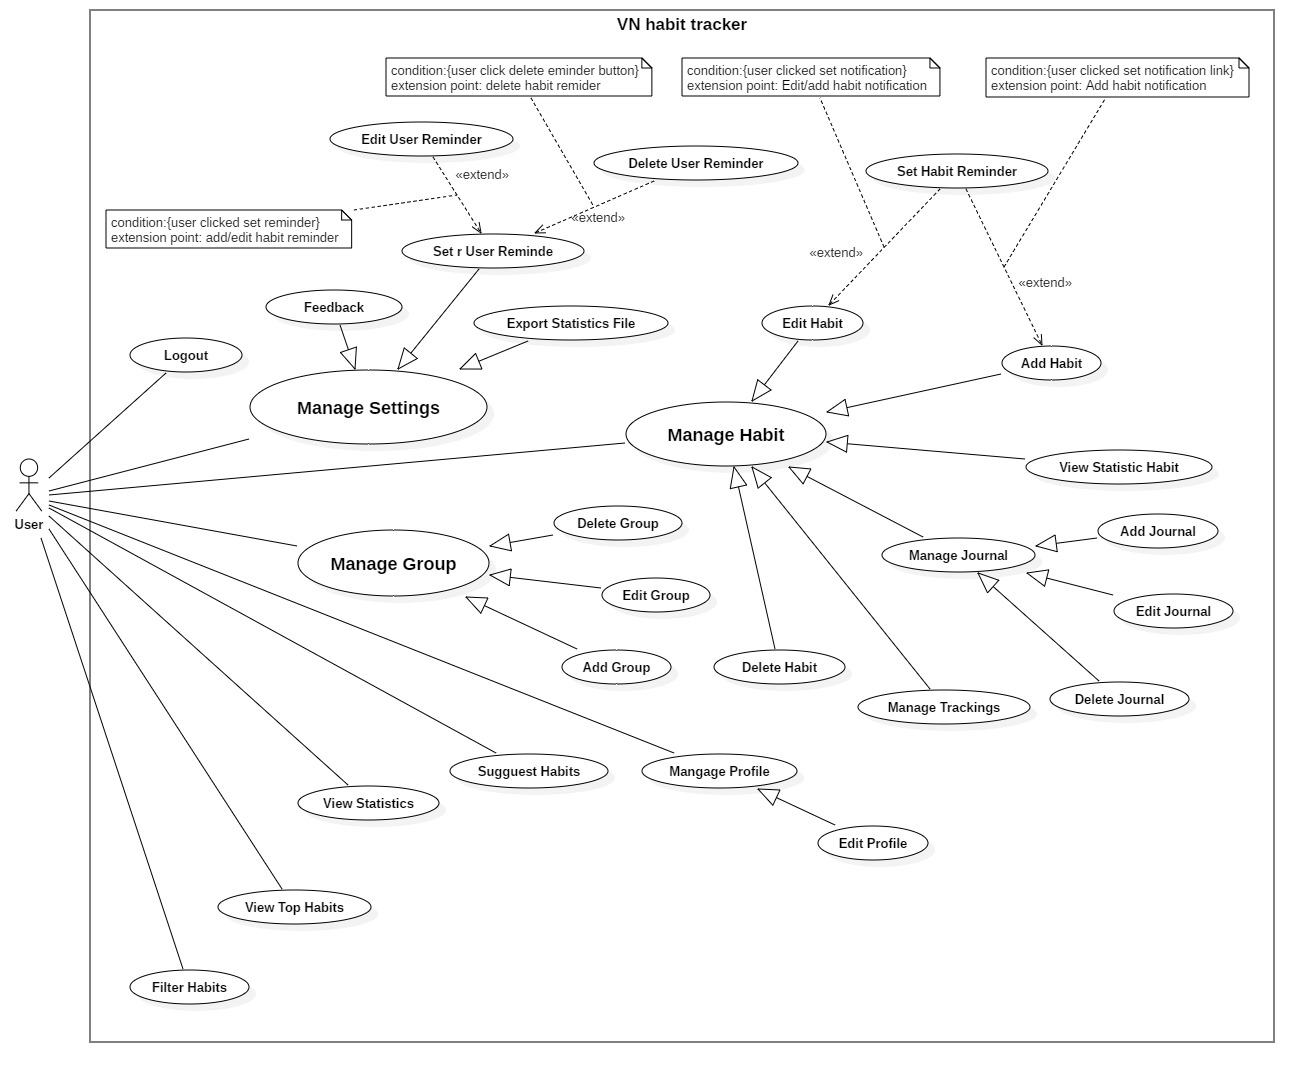 VN habit tracker
condition:{user click delete eminder button}
extension point: delete habit remider
condition:{user clicked set notification}
extension point: Edit/add habit notification
condition:{user clicked set notification link}
extension point: Add habit notification
Edit User Reminder
Delete User Reminder
Set Habit Reminder
«extend»
condition:{user clicked set reminder}
extension point: add/edit habit reminder
«extend»
Set r User Reminde
«extend»
«extend»
Feedback
Export Statistics File
Edit Habit
Logout
Add Habit
Manage Settings
Manage Habit
View Statistic Habit
User
Delete Group
Add Journal
Manage Journal
Manage Group
Edit Group
Edit Journal
Add Group
Delete Habit
Manage Trackings
Delete Journal
Sugguest Habits
Mangage Profile
View Statistics
Edit Profile
View Top Habits
Filter Habits